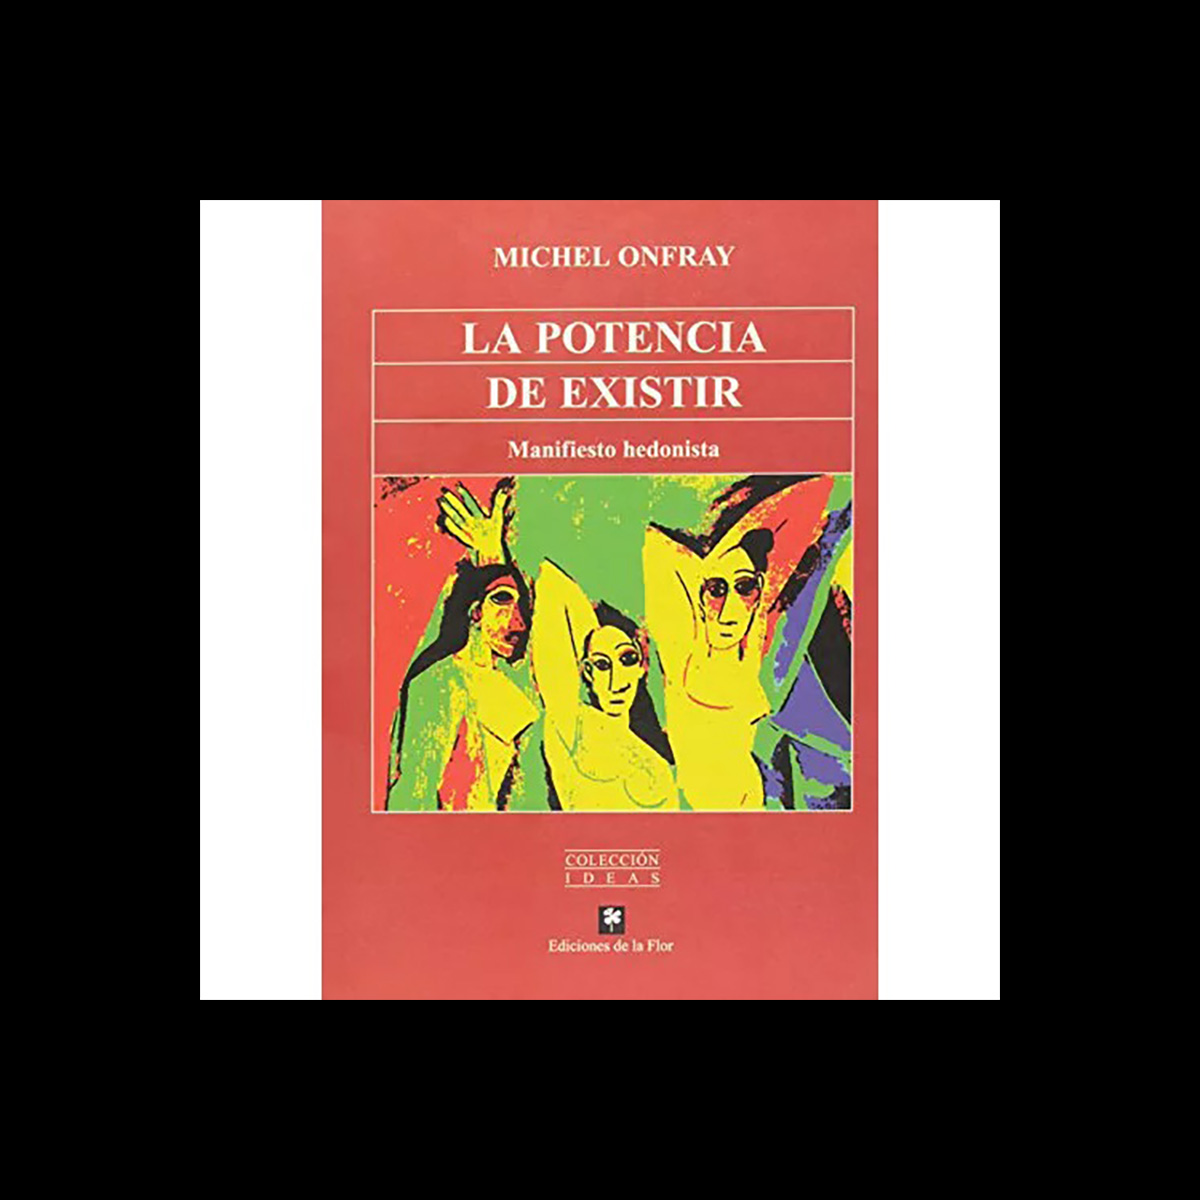 MICHEL ONFRAY
LA POTENCIA
DE EXISTIR
Manifiesto hedonista
COLECCIÓN
IDEAS
Ediciones de la Flor